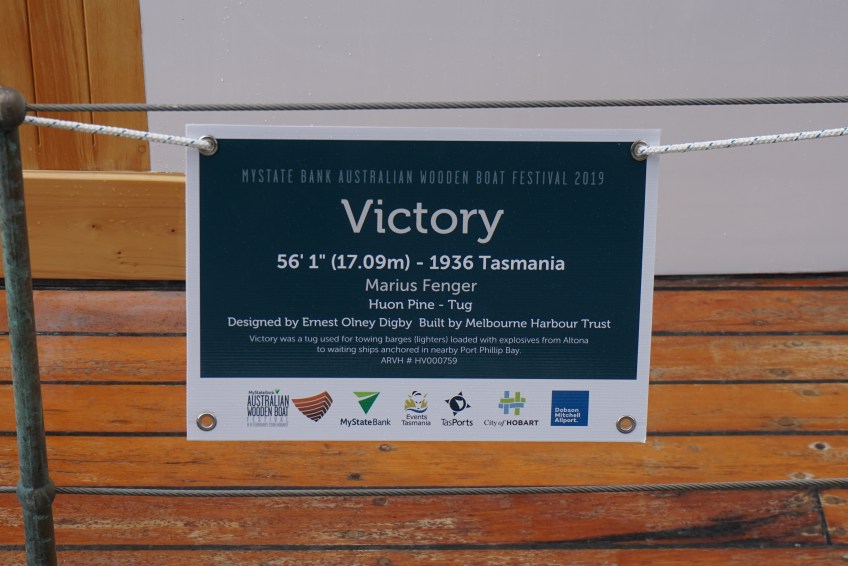 MYSTATE BANK AUSTRALIAN WOODEN BOAT FESTIVAL 2019
Victory
56' 1" (17.09m) - 1936 Tasmania
Marius Fenger
Huon Pine - Tug
Designed by Ernest Olney Digby Built by Melbourne Harbour Trust
Victory was a tug used for towing barges (lighters) loaded with explosives from Altona
to waiting ships anchored in nearby Port Phillip Bay.
ARVH # HV000759
MyStateBank
AUSTRALIAN
WOODEN BOAT
FESTIVAL
MyStateBank
Events
Tasmania
TasPorts
City of HOBART
Dobson
Mitchell
Allport.